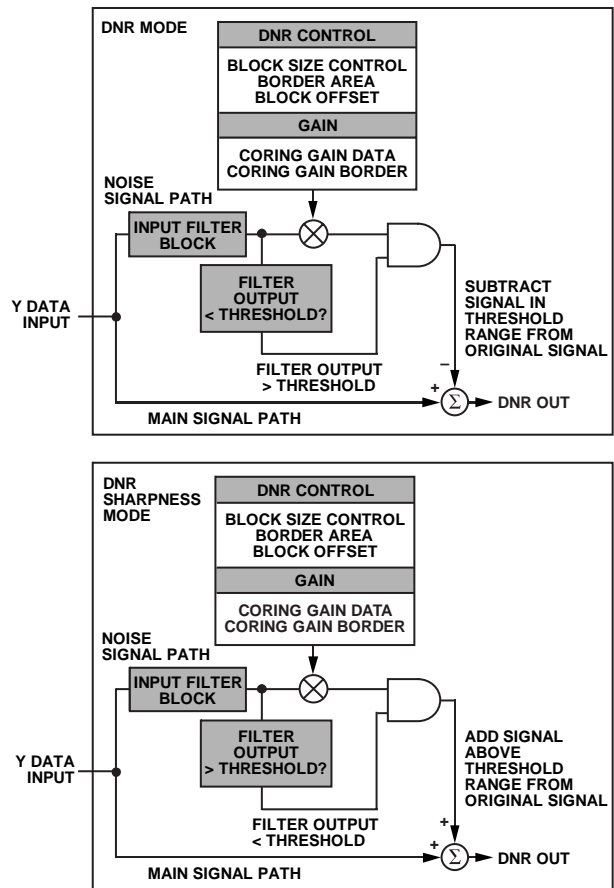 DNR MODE
DNR CONTROL
BLOCK SIZE CONTROL
BORDER AREA
BLOCK OFFSET
GAIN
CORING GAIN DATA
CORING GAIN BORDER
NOISE
SIGNAL PATH
INPUT FILTER
BLOCK
FILTER
OUTPUT
< THRESHOLD?
Y DATA
INPUT
FILTER OUTPUT
> THRESHOLD
SUBTRACT
SIGNAL IN
THRESHOLD
RANGE FROM
ORIGINAL SIGNAL
–
+
Σ
DNR OUT
MAIN SIGNAL PATH
DNR
SHARPNESS
MODE
DNR CONTROL
BLOCK SIZE CONTROL
BORDER AREA
BLOCK OFFSET
GAIN
CORING GAIN DATA
CORING GAIN BORDER
NOISE
SIGNAL PATH
INPUT FILTER
BLOCK
FILTER
OUTPUT
> THRESHOLD?
Y DATA
INPUT
FILTER OUTPUT
< THRESHOLD
ADD SIGNAL
ABOVE
THRESHOLD
RANGE FROM
ORIGINAL SIGNAL
+
+
Σ
DNR OUT
MAIN SIGNAL PATH